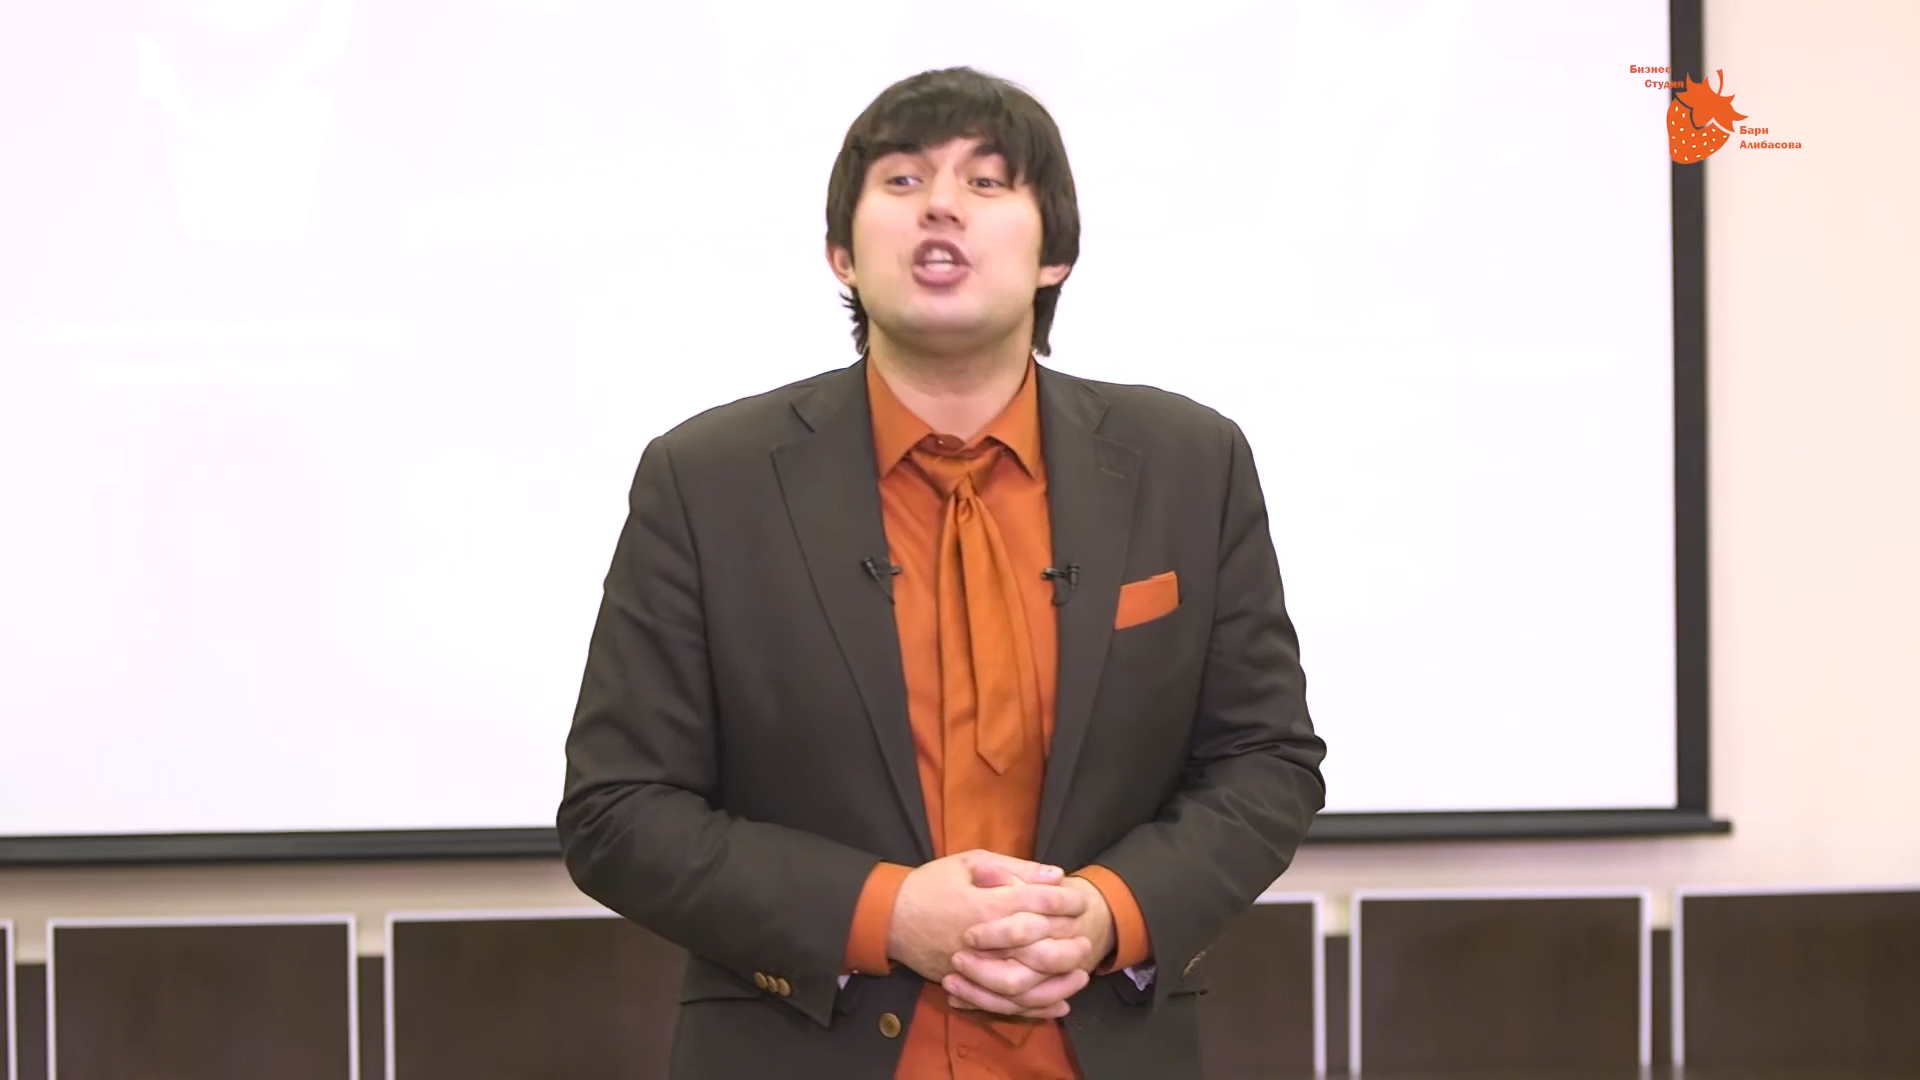 Бизнес
Студия
Бари
Алибасова